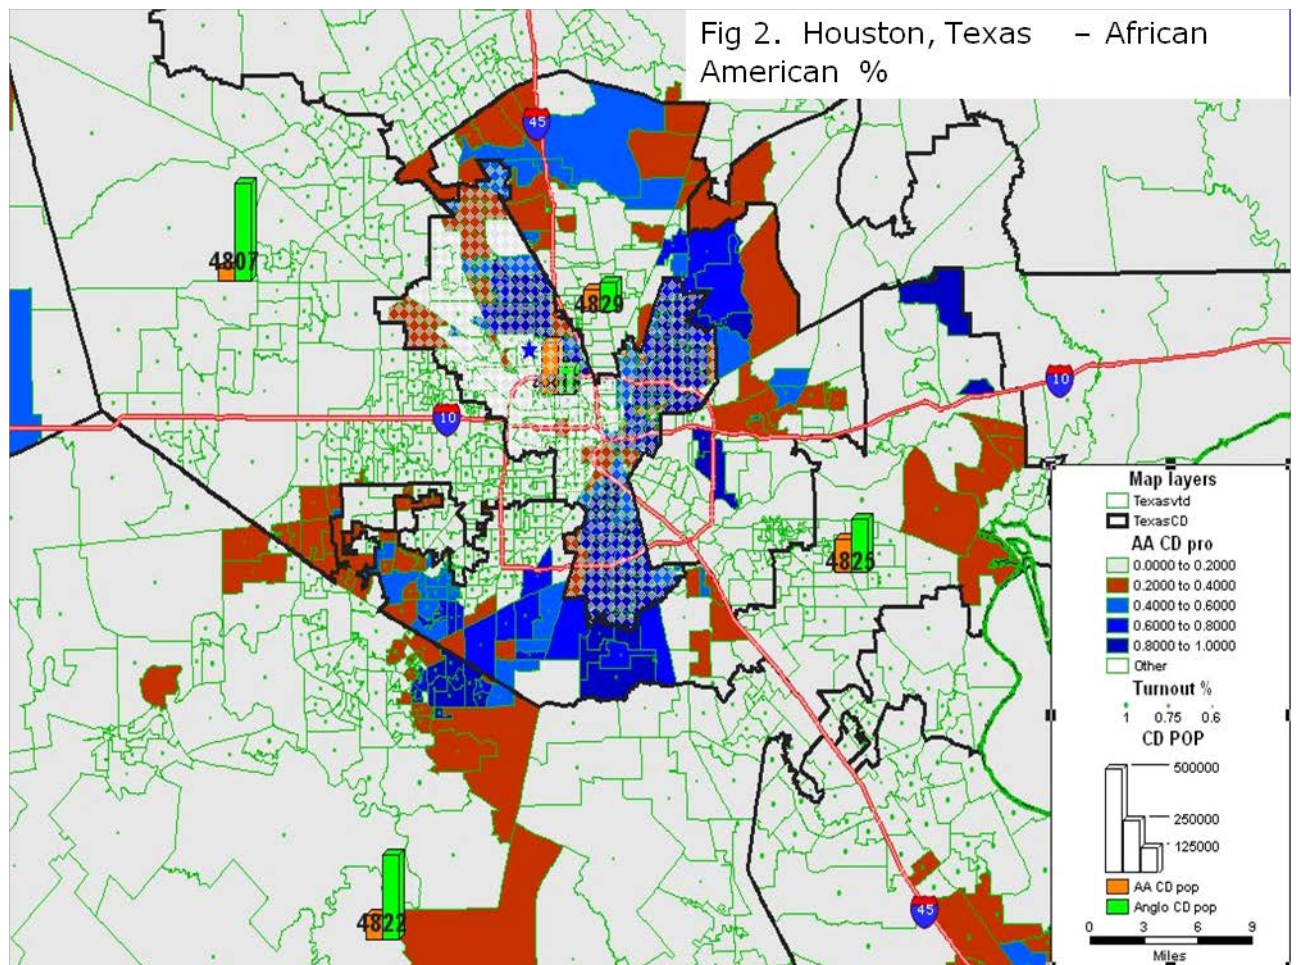 Fig 2. Houston, Texas – African
American %
45
4807
4829
10
10
4825
4822
45
Map layers
Texasvtd
TexasCD
AA CD pro
0.0000 to 0.2000
0.2000 to 0.4000
0.4000 to 0.6000
0.6000 to 0.8000
0.8000 to 1.0000
Other
Turnout %
1 0.75 0.6
CD POP
500000
250000
125000
AA CD pop
Anglo CD pop
0 3 6 9
Miles